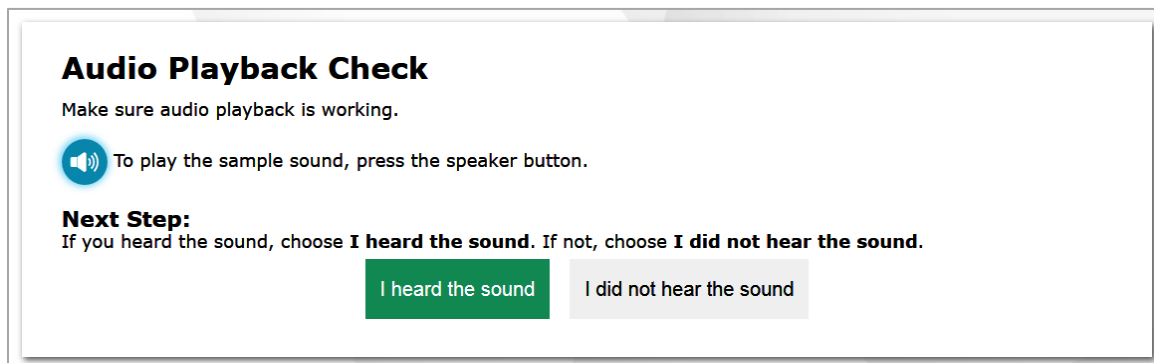 Audio Playback Check
Make sure audio playback is working.
To play the sample sound, press the speaker button.
Next Step:
If you heard the sound, choose I heard the sound. If not, choose I did not hear the sound.
I heard the sound
I did not hear the sound